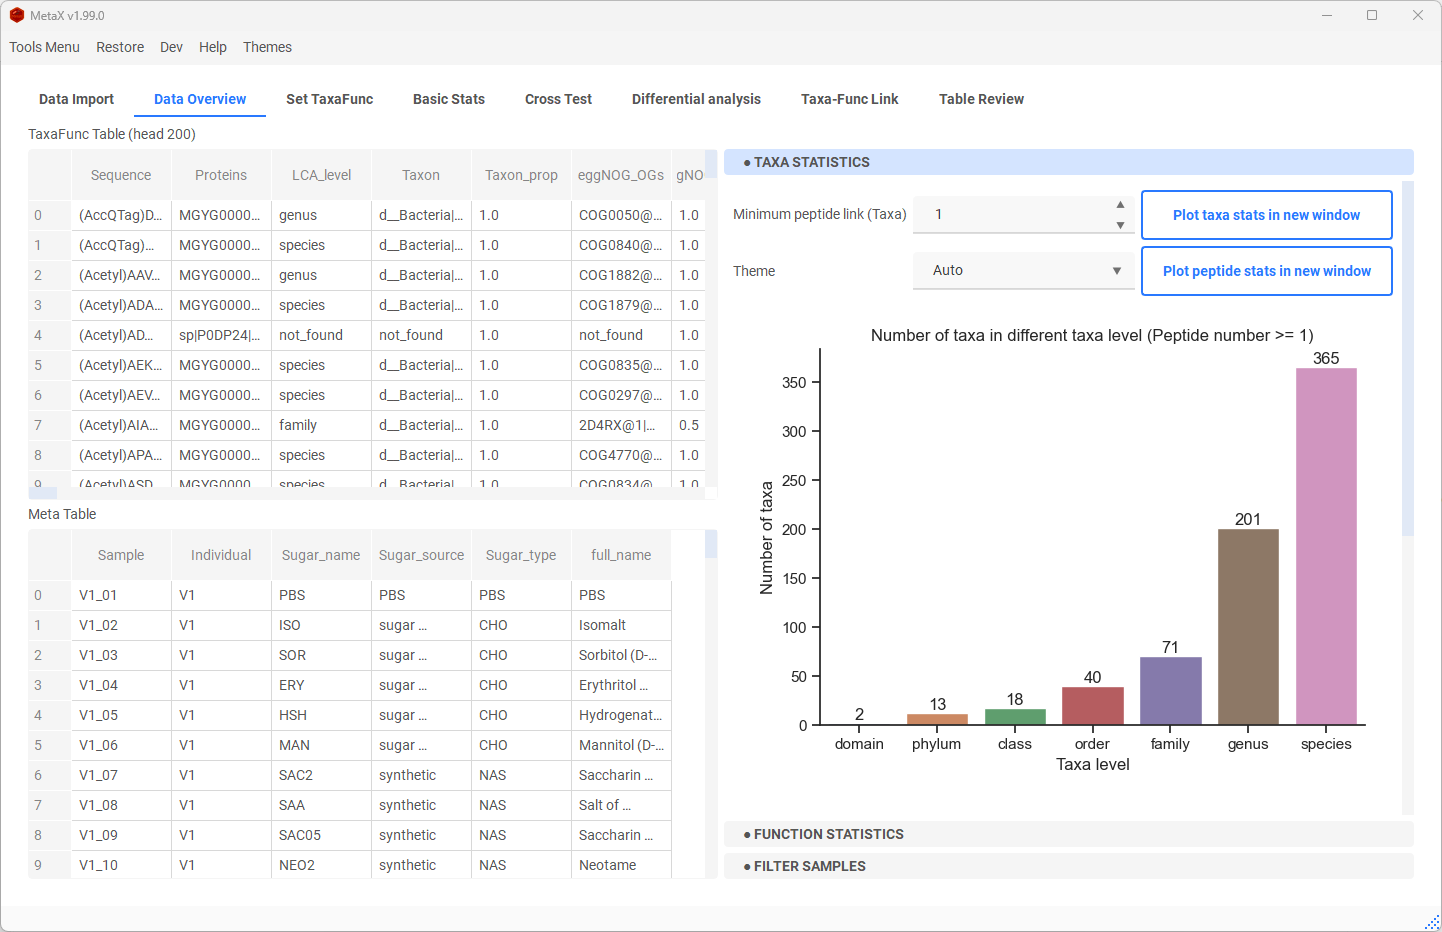 MetaX v1.99.0
Tools Menu Restore Dev Help Themes
Data Import Data Overview Set TaxaFunc Basic Stats Cross Test Differential analysis Taxa-Func Link Table Review
TaxaFunc Table (head 200)
Sequence Proteins LCA_level Taxon Taxon_prop eggNOG_OGs gNO
0 (AccQTag)D... MGYG0000... genus d__Bacteria|... 1.0 COG0050@... 1.0
1 (AccQTag)... MGYG0000... species d__Bacteria|... 1.0 COG0840@... 1.0
2 (Acetyl)AAV... MGYG0000... genus d__Bacteria|... 1.0 COG1882@... 1.0
3 (Acetyl)ADA... MGYG0000... species d__Bacteria|... 1.0 COG1879@... 1.0
4 (Acetyl)AD... sp|P0DP24|... not_found not_found 1.0 not_found 1.0
5 (Acetyl)AEK... MGYG0000... species d__Bacteria|... 1.0 COG0835@... 1.0
6 (Acetyl)AEV... MGYG0000... species d__Bacteria|... 1.0 COG0297@... 1.0
7 (Acetyl)AIA... MGYG0000... family d__Bacteria|... 1.0 2D4RX@1|... 0.5
8 (Acetyl)APA... MGYG0000... species d__Bacteria|... 1.0 COG4770@... 1.0
9 (Acetyl)ASD... MGYG0000... species d__Bacteria|... 1.0 COG0834@... 1.0
Meta Table
Sample Individual Sugar_name Sugar_source Sugar_type full_name
0 V1_01 V1 PBS PBS PBS PBS
1 V1_02 V1 ISO sugar ... CHO Isomalt
2 V1_03 V1 SOR sugar ... CHO Sorbitol (D-...
3 V1_04 V1 ERY sugar ... CHO Erythritol ...
4 V1_05 V1 HSH sugar ... CHO Hydrogenat...
5 V1_06 V1 MAN sugar ... CHO Mannitol (D-...
6 V1_07 V1 SAC2 synthetic NAS Saccharin ...
7 V1_08 V1 SAA synthetic NAS Salt of ...
8 V1_09 V1 SAC05 synthetic NAS Saccharin ...
9 V1_10 V1 NEO2 synthetic NAS Neotame
● TAXA STATISTICS
Minimum peptide link (Taxa) 1 Plot taxa stats in new window
Theme Auto Plot peptide stats in new window
Number of taxa in different taxa level (Peptide number >= 1)
Number of taxa
350
300
250
200
150
100
50
0
2 13 18 40 71 201 365
domain phylum class order family genus species
Taxa level
● FUNCTION STATISTICS
● FILTER SAMPLES